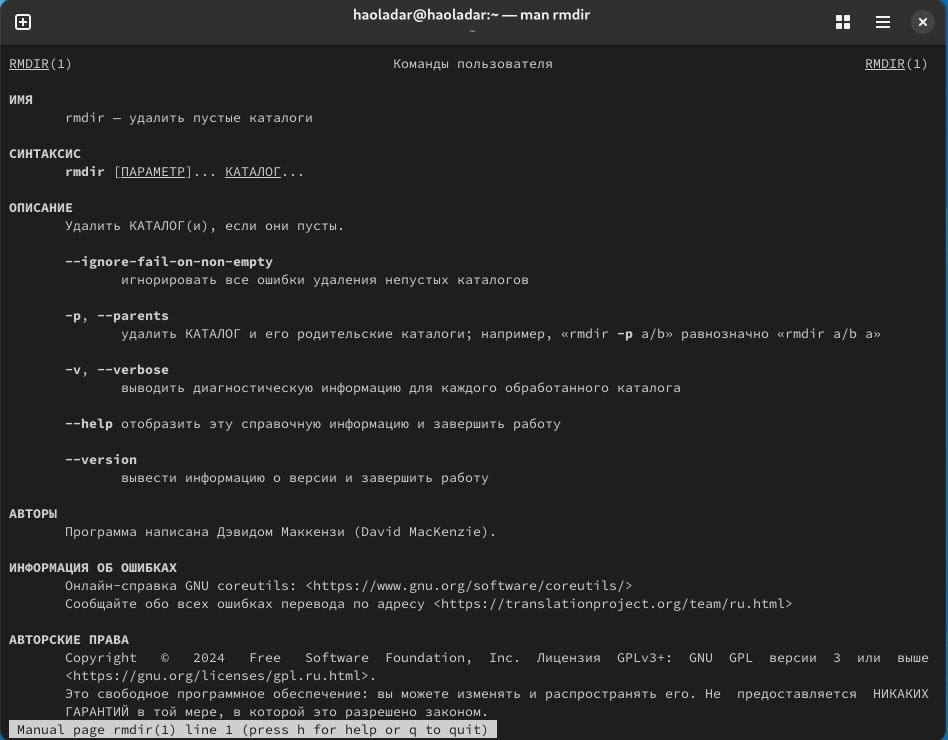 haoladar@haoladar:~ — man rmdir
~
RMDIR(1) Команды пользователя RMDIR(1)
ИМЯ
rmdir — удалить пустые каталоги
СИНТАКСИС
rmdir [ПАРАМЕТР]... КАТАЛОГ...
ОПИСАНИЕ
Удалить КАТАЛОГ(и), если они пусты.
--ignore-fail-on-non-empty
игнорировать все ошибки удаления непустых каталогов
-p, --parents
удалить КАТАЛОГ и его родительские каталоги; например, «rmdir -p a/b» равнозначно «rmdir a/b a»
-v, --verbose
выводить диагностическую информацию для каждого обработанного каталога
--help отобразить эту справочную информацию и завершить работу
--version
вывести информацию о версии и завершить работу
АВТОРЫ
Программа написана Дэвидом Маккензи (David MacKenzie).
ИНФОРМАЦИЯ ОБ ОШИБКАХ
Онлайн-справка GNU coreutils: <https://www.gnu.org/software/coreutils/>
Сообщайте обо всех ошибках перевода по адресу <https://translationproject.org/team/ru.html>
АВТОРСКИЕ ПРАВА
Copyright © 2024 Free Software Foundation, Inc. Лицензия GPLv3+: GNU GPL версии 3 или выше
<https://gnu.org/licenses/gpl.ru.html>.
Это свободное программное обеспечение: вы можете изменять и распространять его. Не предоставляется НИКАКИХ
ГАРАНТИЙ в той мере, в которой это разрешено законом.
Manual page rmdir(1) line 1 (press h for help or q to quit)